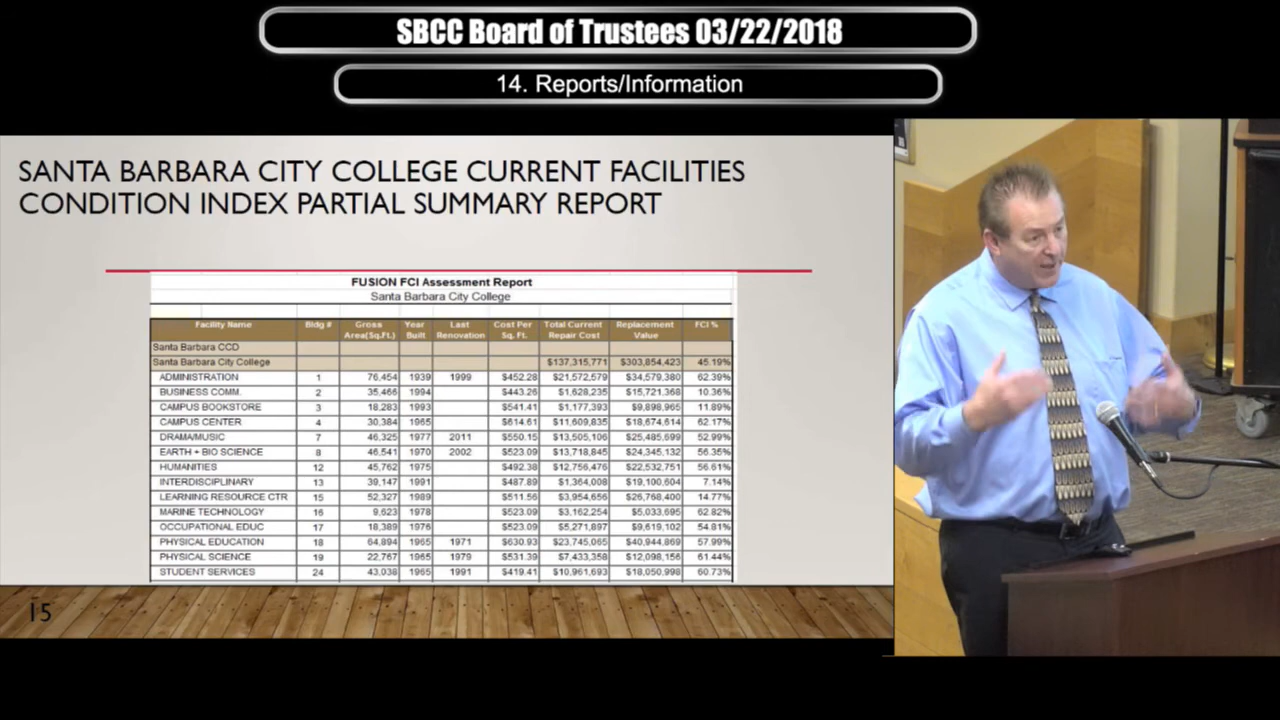 SBCC Board of Trustees 03/22/2018
14. Reports/Information
SANTA BARBARA CITY COLLEGE CURRENT FACILITIES
CONDITION INDEX PARTIAL SUMMARY REPORT
FUSION FCI Assessment Report
Santa Barbara City College
Facility Name Bldg # Gross Area(Sq.Ft.) Year Built Last Renovation Cost Per Sq. Ft. Total Current Repair Cost Replacement Value FCI %
Santa Barbara CCD
Santa Barbara City College $137,315,771 $303,854,423 45.19%
ADMINISTRATION 1 76,454 1939 1999 $452.28 $21,572,579 $34,579,380 62.39%
BUSINESS COMM. 2 35,466 1994 $443.26 $1,628,235 $15,721,368 10.36%
CAMPUS BOOKSTORE 3 18,283 1993 $541.41 $1,177,393 $9,898,965 11.89%
CAMPUS CENTER 4 30,384 1965 $614.61 $11,609,835 $18,674,614 62.17%
DRAMA/MUSIC 7 46,325 1977 2011 $550.15 $13,505,106 $25,485,699 52.99%
EARTH + BIO SCIENCE 8 46,541 1970 2002 $523.09 $13,718,845 $24,345,132 56.35%
HUMANITIES 12 45,762 1975 $492.38 $12,756,476 $22,532,751 56.61%
INTERDISCIPLINARY 13 39,147 1991 $487.89 $1,364,008 $19,100,604 7.14%
LEARNING RESOURCE CTR 15 52,327 1989 $511.56 $3,954,656 $26,768,400 14.77%
MARINE TECHNOLOGY 16 9,623 1978 $523.09 $3,162,254 $5,033,695 62.82%
OCCUPATIONAL EDUC 17 18,389 1976 $523.09 $5,271,897 $9,619,102 54.81%
PHYSICAL EDUCATION 18 64,894 1965 1971 $630.93 $23,745,065 $40,944,869 57.99%
PHYSICAL SCIENCE 19 22,767 1965 1979 $531.39 $7,433,358 $12,098,156 61.44%
STUDENT SERVICES 24 43,038 1965 1991 $419.41 $10,961,693 $18,050,998 60.73%
15